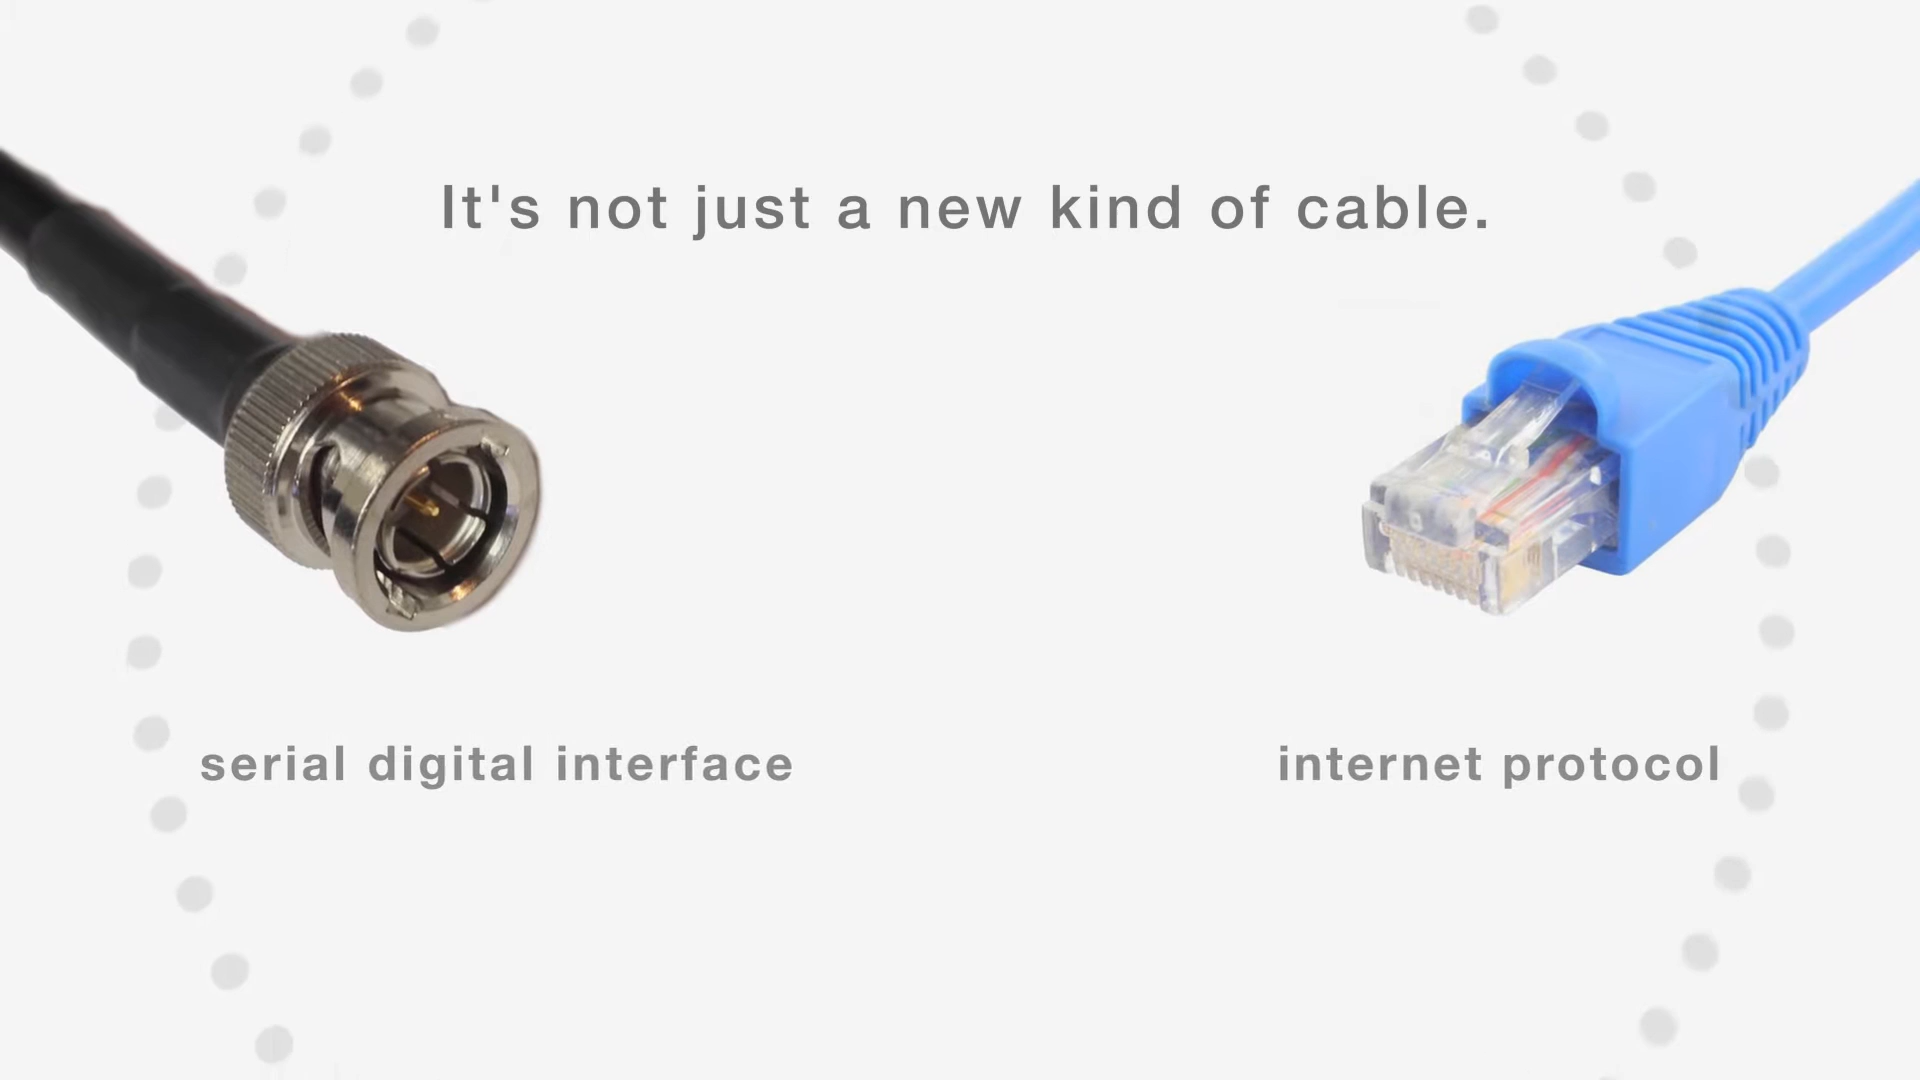 It's not just a new kind of cable.
serial digital interface
internet protocol